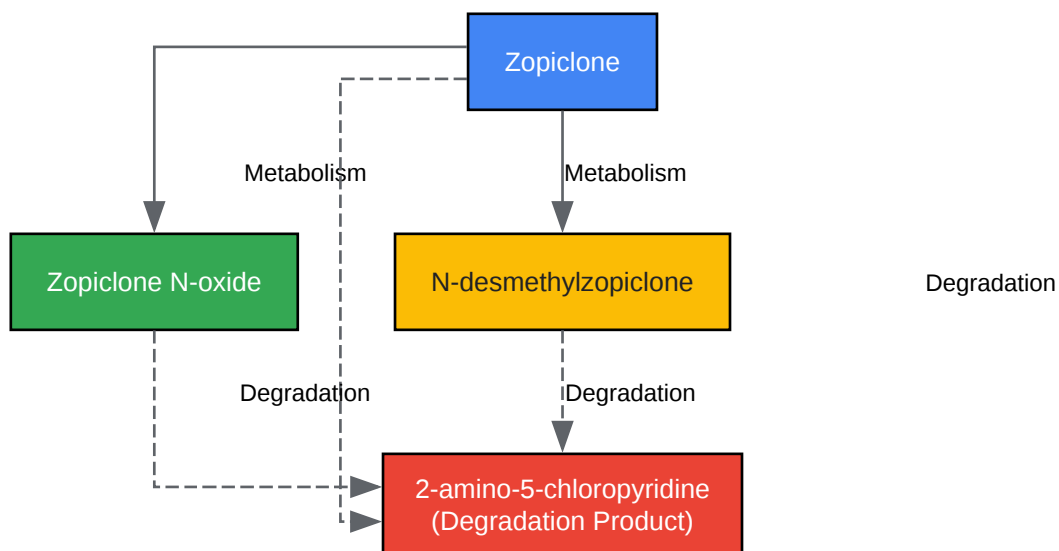 Zopiclone
Metabolism
Metabolism
Zopiclone N-oxide
N-desmethylzopiclone
Degradation
Degradation
Degradation
2-amino-5-chloropyridine
(Degradation Product)